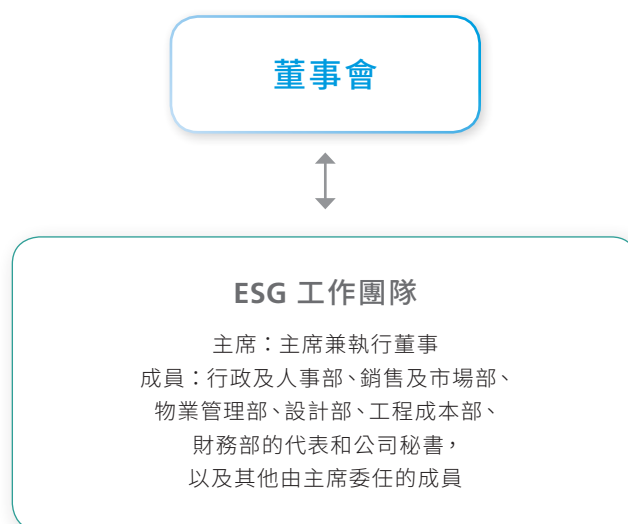 董事會
ESG 工作團隊
主席：主席兼執行董事
成員：行政及人事部、銷售及市場部、
物業管理部、設計部、工程成本部、
財務部的代表和公司秘書，
以及其他由主席委任的成員